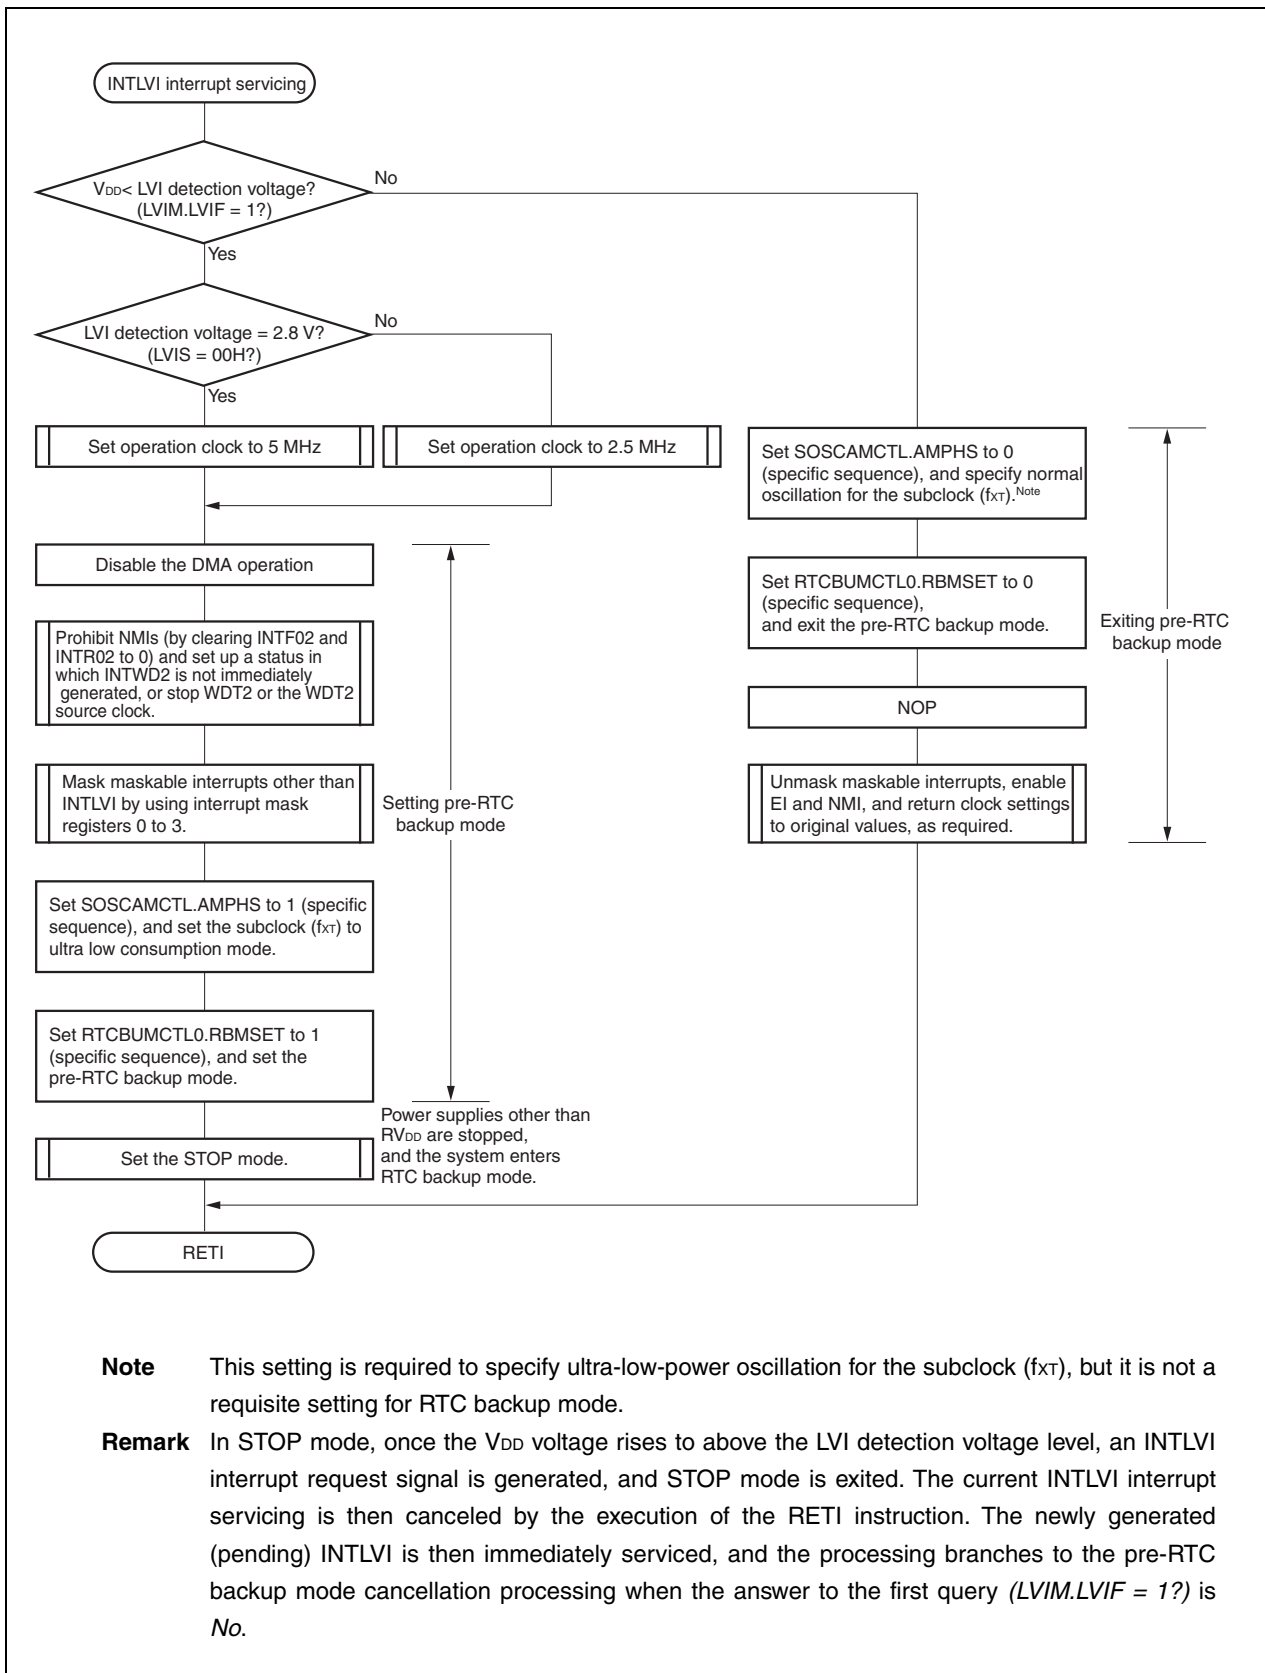 INTLVI interrupt servicing
VDD< LVI detection voltage?
(LVIM.LVIF = 1?)
No
Yes
LVI detection voltage = 2.8 V?
(LVIS = 00H?)
No
Yes
Set operation clock to 5 MHz
Set operation clock to 2.5 MHz
Disable the DMA operation
Prohibit NMIs (by clearing INTF02 and
INTR02 to 0) and set up a status in
which INTWD2 is not immediately
generated, or stop WDT2 or the WDT2
source clock.
Mask maskable interrupts other than
INTLVI by using interrupt mask
registers 0 to 3.
Set SOSCAMCTL.AMPHS to 1 (specific
sequence), and set the subclock (fXT) to
ultra low consumption mode.
Set RTCBUMCTL0.RBMSET to 1
(specific sequence), and set the
pre-RTC backup mode.
Set the STOP mode.
RETI
Setting pre-RTC
backup mode
Power supplies other than
RVDD are stopped,
and the system enters
RTC backup mode.
Set SOSCAMCTL.AMPHS to 0
(specific sequence), and specify normal
oscillation for the subclock (fXT).Note
Set RTCBUMCTL0.RBMSET to 0
(specific sequence),
and exit the pre-RTC backup mode.
NOP
Unmask maskable interrupts, enable
EI and NMI, and return clock settings
to original values, as required.
Exiting pre-RTC
backup mode
Note This setting is required to specify ultra-low-power oscillation for the subclock (fXT), but it is not a
requisite setting for RTC backup mode.
Remark In STOP mode, once the VDD voltage rises to above the LVI detection voltage level, an INTLVI
interrupt request signal is generated, and STOP mode is exited. The current INTLVI interrupt
servicing is then canceled by the execution of the RETI instruction. The newly generated
(pending) INTLVI is then immediately serviced, and the processing branches to the pre-RTC
backup mode cancellation processing when the answer to the first query (LVIM.LVIF = 1?) is
No.